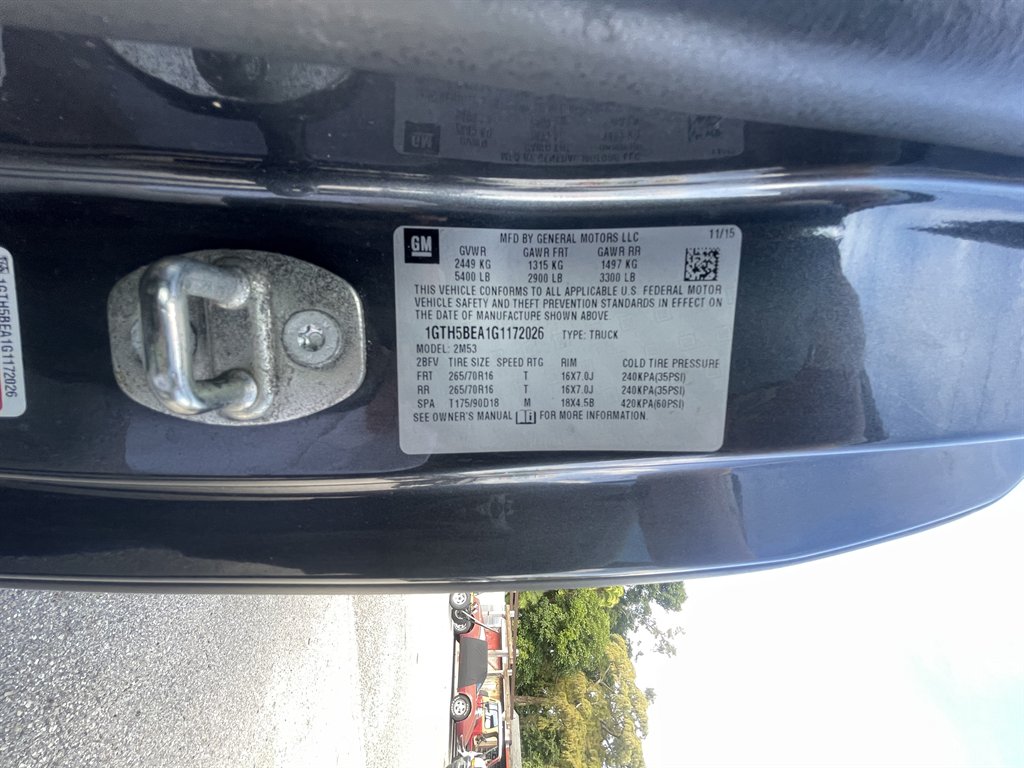 GM
MFD BY GENERAL MOTORS LLC 11/15
GVWR GAWR FRT GAWR RR
2449 KG 1315 KG 1497 KG
5400 LB 2900 LB 3300 LB
THIS VEHICLE CONFORMS TO ALL APPLICABLE U.S. FEDERAL MOTOR
VEHICLE SAFETY AND THEFT PREVENTION STANDARDS IN EFFECT ON
THE DATE OF MANUFACTURE SHOWN ABOVE.
1GTH5BEA1G1172026 TYPE: TRUCK
MODEL: 2M53
2BFV TIRE SIZE SPEED RTG RIM COLD TIRE PRESSURE
FRT 265/70R16 T 16X7.0J 240KPA(35PSI)
RR 265/70R16 T 16X7.0J 240KPA(35PSI)
SPA T175/90D18 M 18X4.5B 420KPA(60PSI)
SEE OWNER'S MANUAL FOR MORE INFORMATION.
1GTH5BEA1G1172026